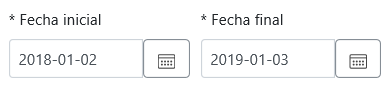 * Fecha inicial * Fecha final
2018-01-02 2019-01-03